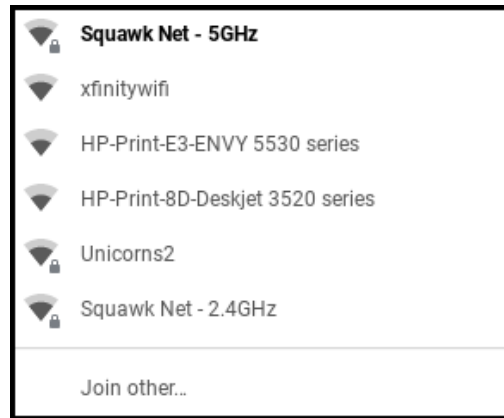 Squawk Net - 5GHz
xfinitywifi
HP-Print-E3-ENVY 5530 series
HP-Print-8D-Deskjet 3520 series
Unicorns2
Squawk Net - 2.4GHz
Join other...